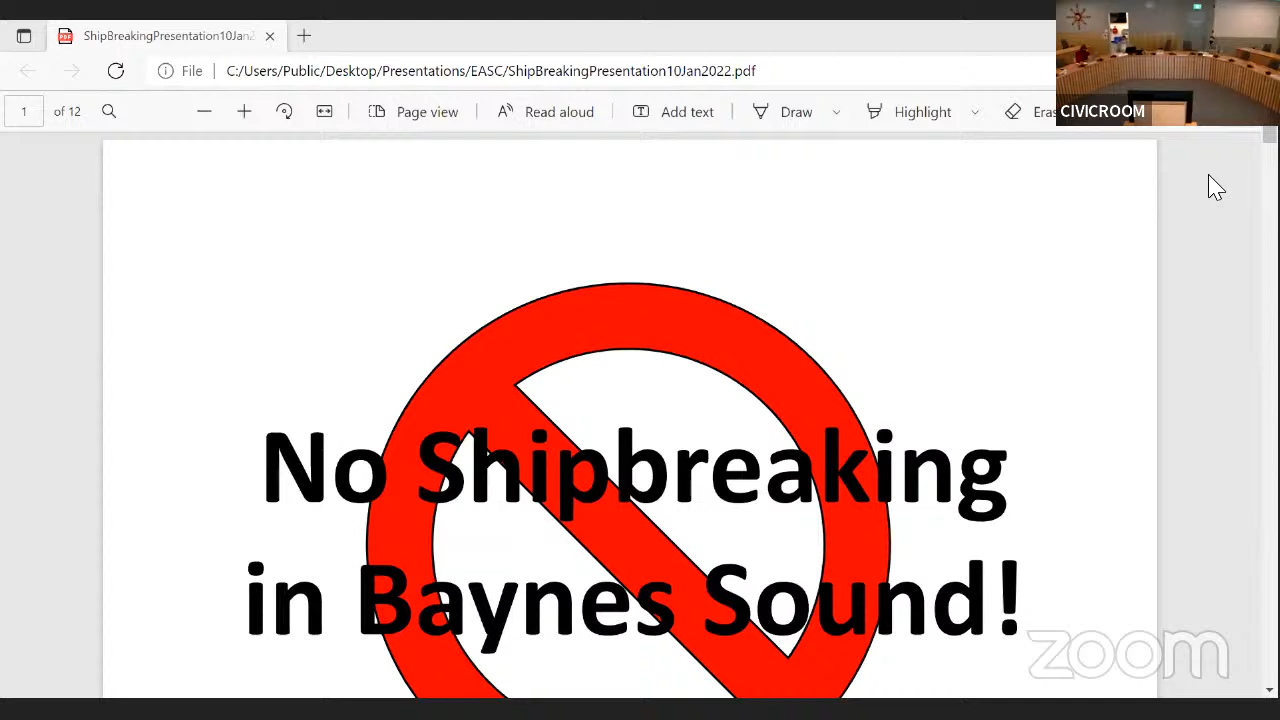 ShipBreakingPresentation10Jan2
File
C:/Users/Public/Desktop/Presentations/EASC/ShipBreakingPresentation10Jan2022.pdf
1 of 12
Page view
Read aloud
Add text
Draw
Highlight
Eras
CIVICROOM
No Shipbreaking
in Baynes Sound!
zoom